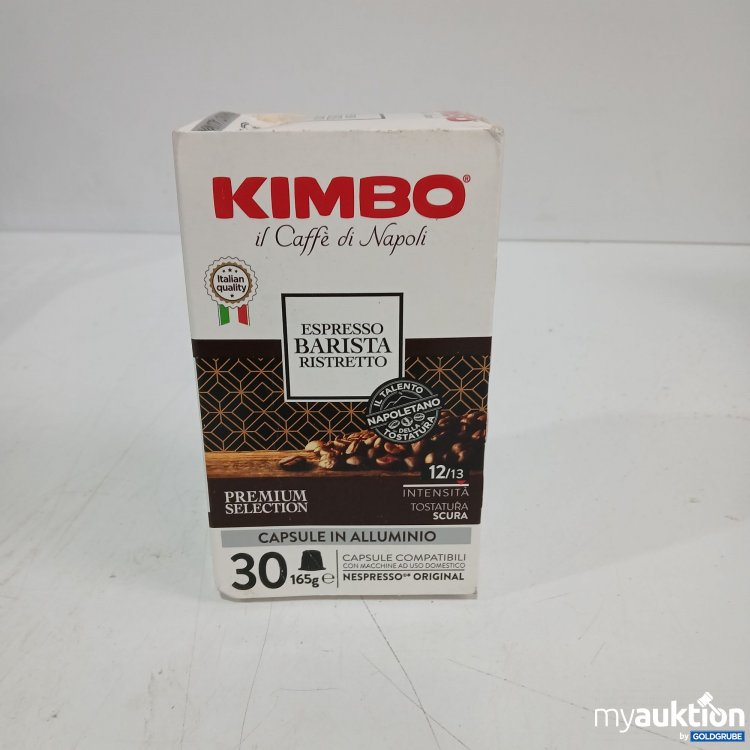 KIMBO®
il Caffè di Napoli
Italian
quality
ESPRESSO
BARISTA
RISTRETTO
IL TALENTO
NAPOLETANO
DELLA
TOSTATURA
12/13
INTENSITÀ
TOSTATURA
SCURA
PREMIUM
SELECTION
CAPSULE IN ALLUMINIO
30 165g ℮
CAPSULE COMPATIBILI
CON MACCHINE AD USO DOMESTICO
NESPRESSO®* ORIGINAL
myauktion
by GOLDGRUBE